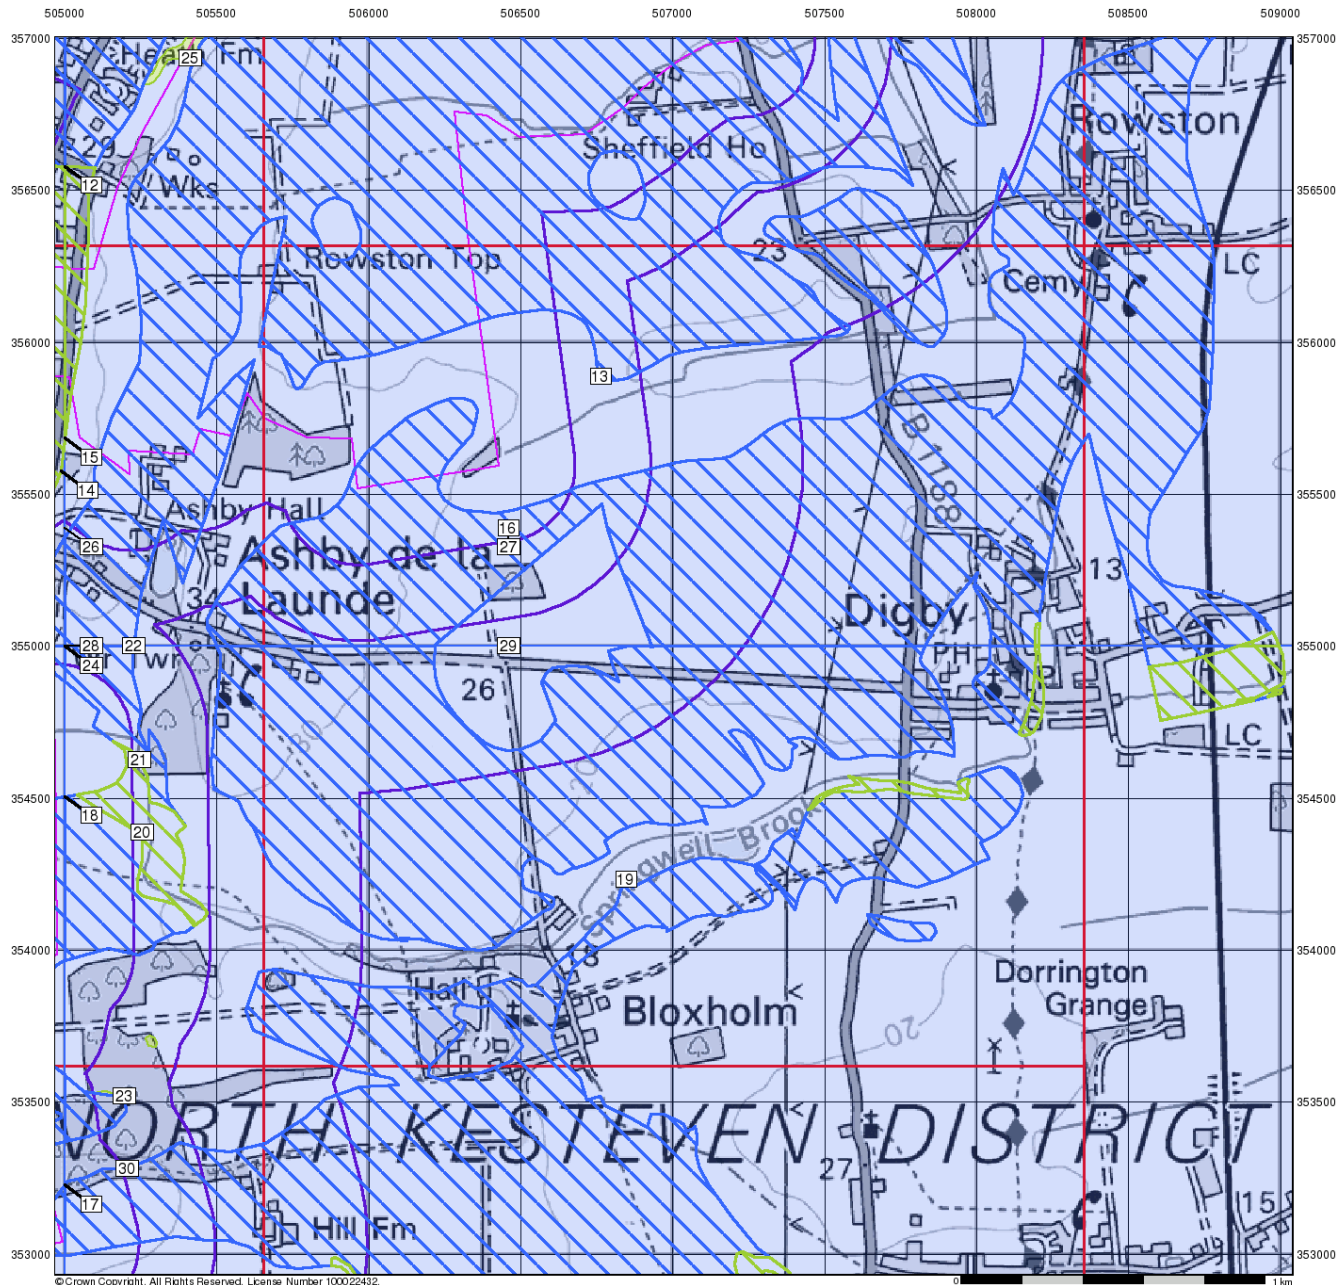 505000 505500 506000 506500 507000 507500 508000 508500 509000
357000 357000
25
Heath Fm
B
Rowston
29
Sheffield Ho
12
Wks
356500 356500
23
Rowston Top
LC
Cemy
356000 356000
13
B 1188
15
14
355500 355500
Ashby Hall
16
26
27
Ashby de la
Launde
13
34
Digby
28 22 29
355000 355000
Twr
PH
24
26
LC
30
21
20
354500 354500
18
20
Springwell Brook
19
354000 354000
18
Dorrington
Grange
Hall
Bloxholm
20
353500 353500
23
NORTH KESTEVEN DISTRICT
30
27
17
15
Hill Fm
353000 353000
© Crown Copyright. All Rights Reserved. License Number 100022432.
0 1 km